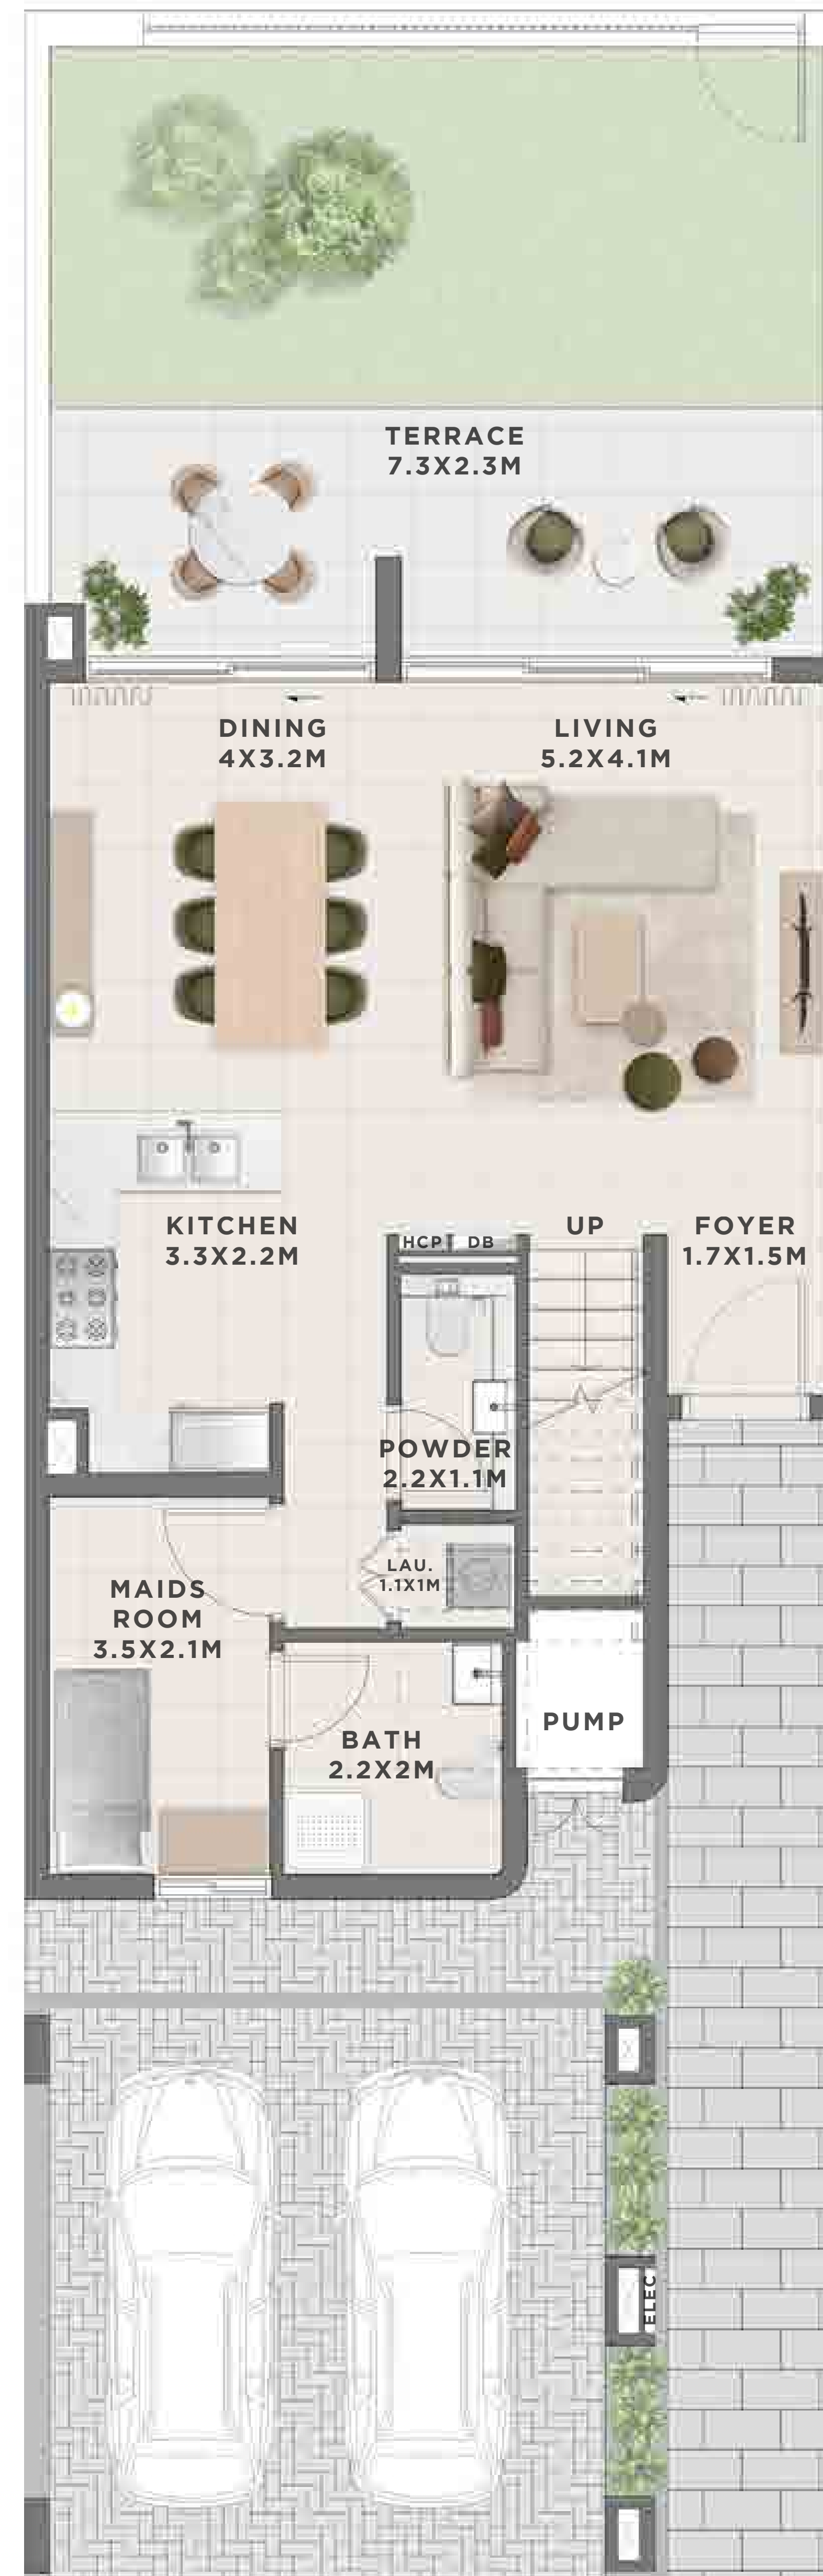 TERRACE
7.3X2.3M
DINING
4X3.2M
LIVING
5.2X4.1M
KITCHEN
3.3X2.2M
HCP
DB
UP
FOYER
1.7X1.5M
POWDER
2.2X1.1M
LAU.
1.1X1M
MAIDS
ROOM
3.5X2.1M
PUMP
BATH
2.2X2M
ELEC